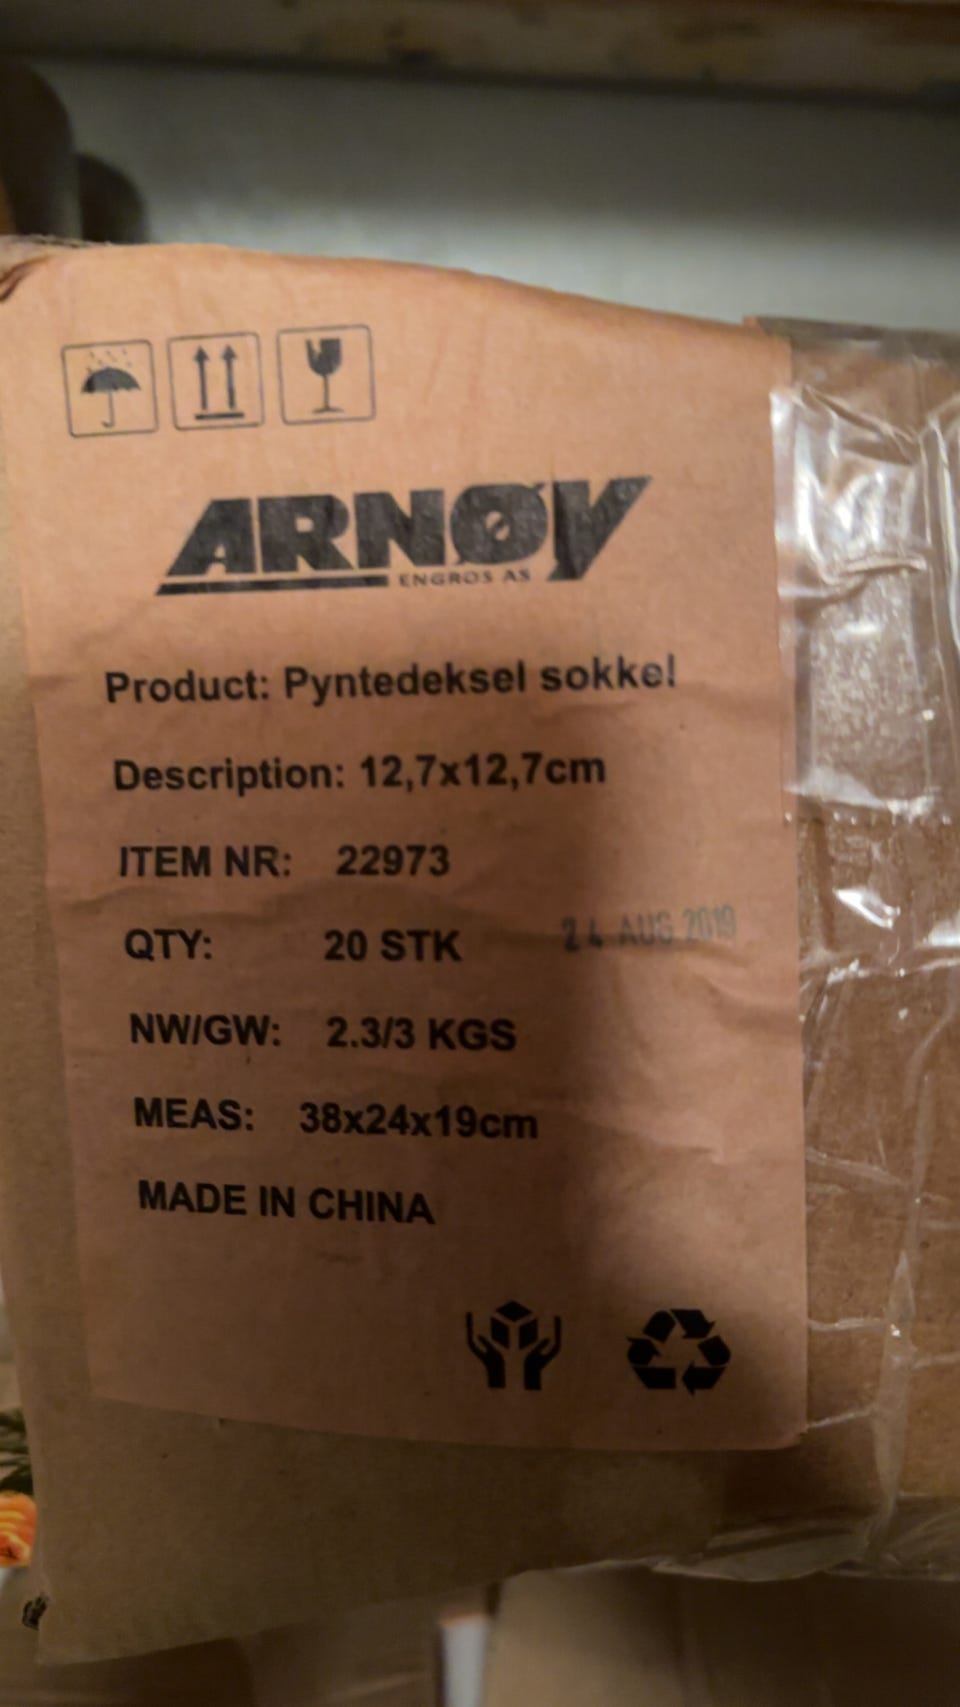 ARNØY
ENGROS AS
Product: Pyntedeksel sokkel
Description: 12,7x12,7cm
ITEM NR: 22973
QTY: 20 STK
24 AUG 2019
NW/GW: 2.3/3 KGS
MEAS: 38x24x19cm
MADE IN CHINA